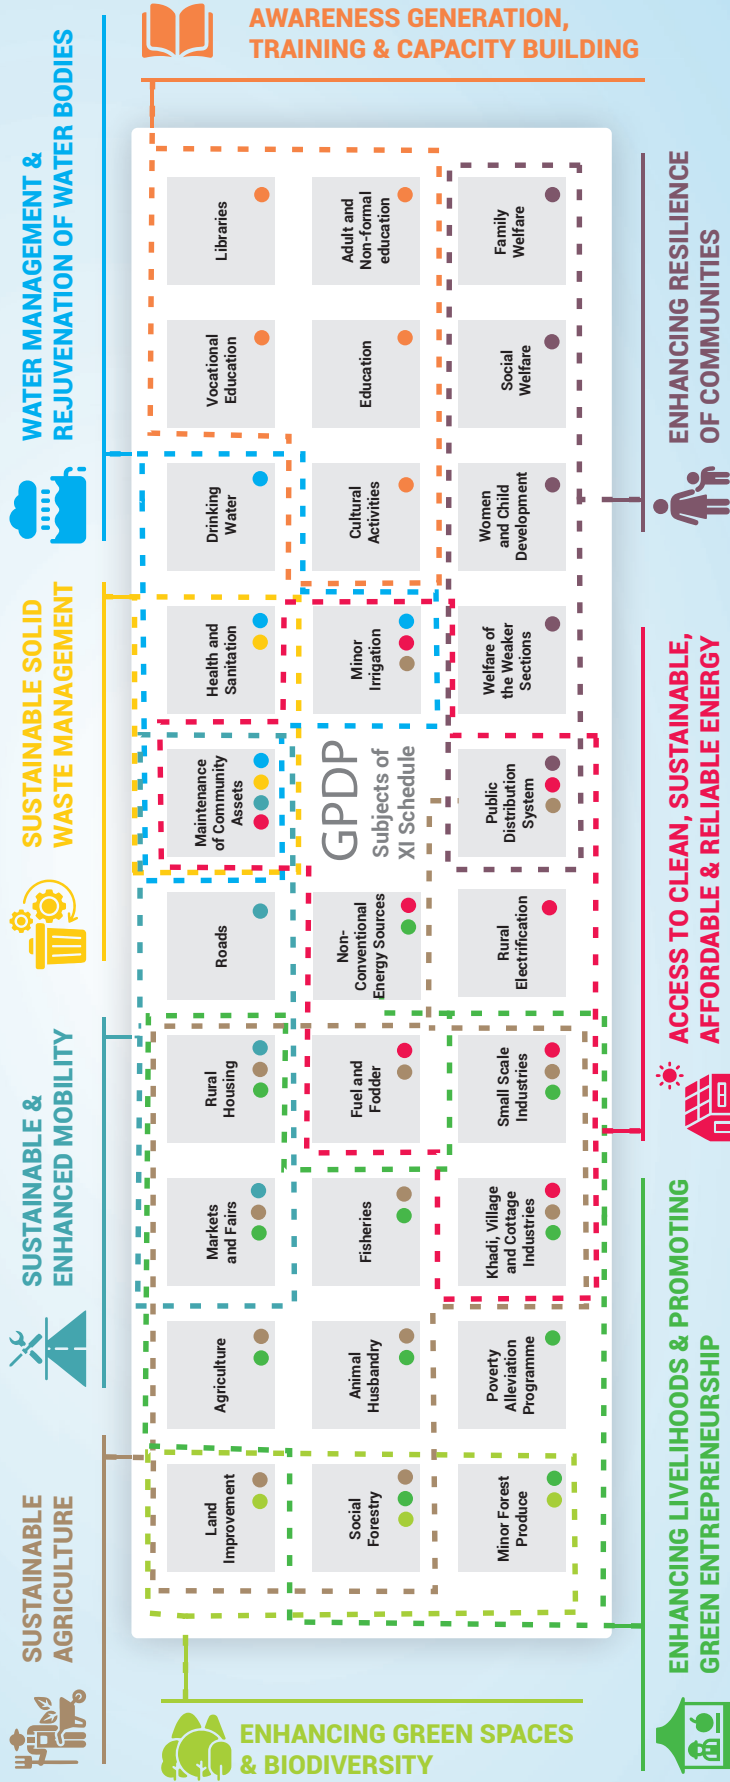 AWARENESS GENERATION,
TRAINING & CAPACITY BUILDING
SUSTAINABLE
AGRICULTURE
SUSTAINABLE &
ENHANCED MOBILITY
SUSTAINABLE SOLID
WASTE MANAGEMENT
WATER MANAGEMENT &
REJUVENATION OF WATER BODIES
Land
Improvement
Agriculture
Markets
and Fairs
Rural
Housing
Roads
Maintenance
of Community
Assets
Health and
Sanitation
Drinking
Water
Vocational
Education
Libraries
Social
Forestry
Animal
Husbandry
Fisheries
Fuel and
Fodder
Non-
Conventional
Energy Sources
GPDP
Subjects of
XI Schedule
Minor
Irrigation
Cultural
Activities
Education
Adult and
Non-formal
education
Minor Forest
Produce
Poverty
Alleviation
Programme
Khadi, Village
and Cottage
Industries
Small Scale
Industries
Rural
Electrification
Public
Distribution
System
Welfare of
the Weaker
Sections
Women
and Child
Development
Social
Welfare
Family
Welfare
ENHANCING LIVELIHOODS & PROMOTING
GREEN ENTREPRENEURSHIP
ACCESS TO CLEAN, SUSTAINABLE,
AFFORDABLE & RELIABLE ENERGY
ENHANCING RESILIENCE
OF COMMUNITIES
ENHANCING GREEN SPACES
& BIODIVERSITY